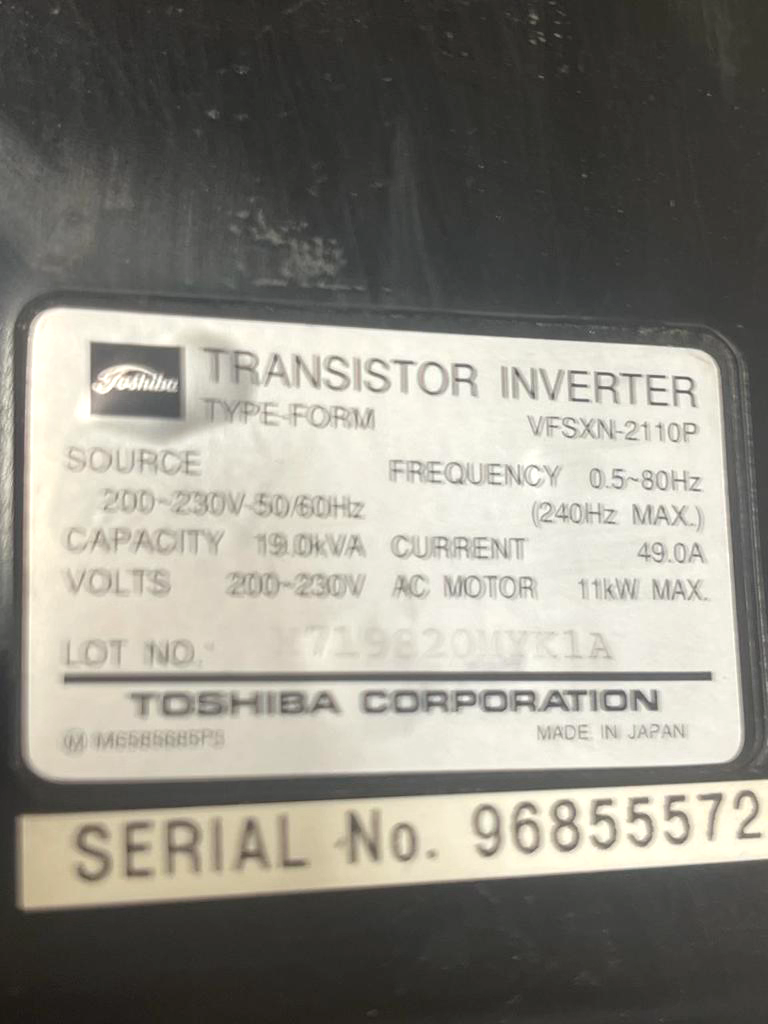 Toshiba
TRANSISTOR INVERTER
TYPE-FORM VFSXN-2110P
SOURCE FREQUENCY 0.5~80Hz
200~230V-50/60Hz (240Hz MAX.)
CAPACITY 19.0kVA CURRENT 49.0A
VOLTS 200~230V AC MOTOR 11kW MAX.
LOT NO.
TOSHIBA CORPORATION
MADE IN JAPAN
SERIAL No. 96855572